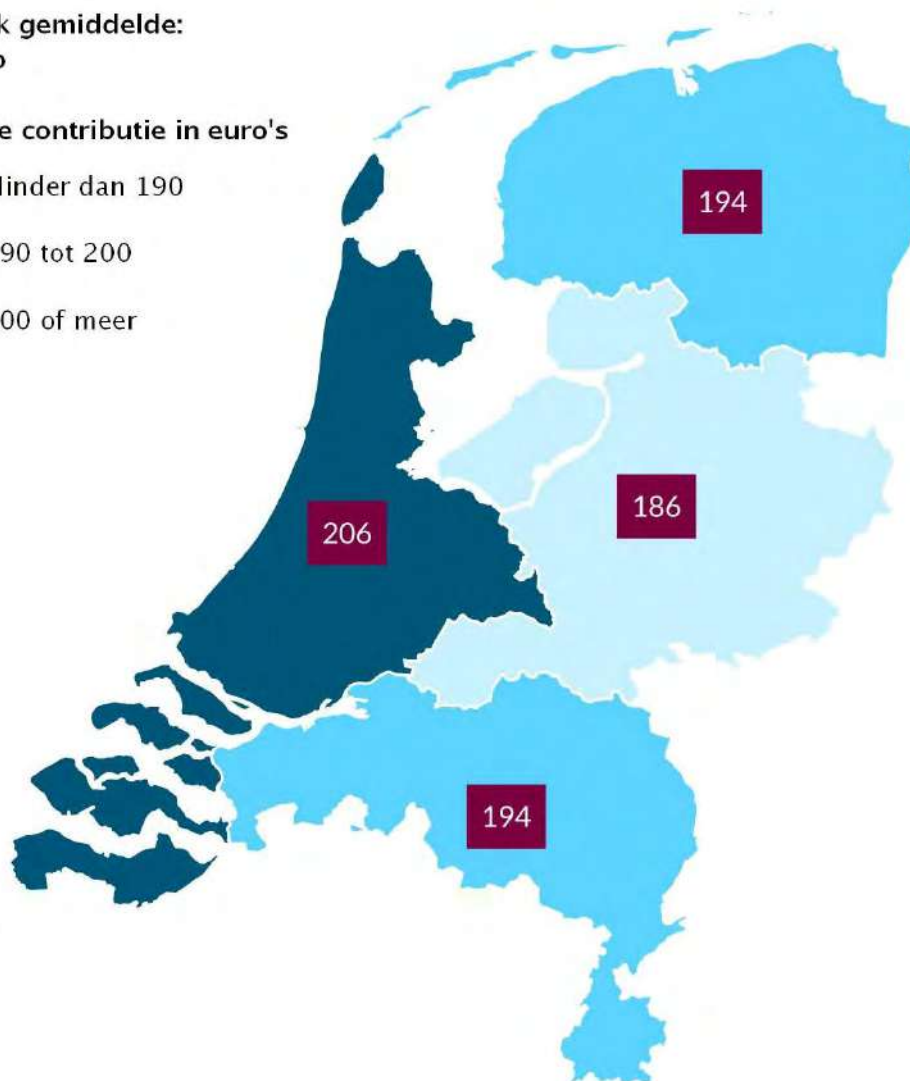 k gemiddelde:
e contributie in euro's
linder dan 190
90 tot 200
00 of meer
194
186
206
194